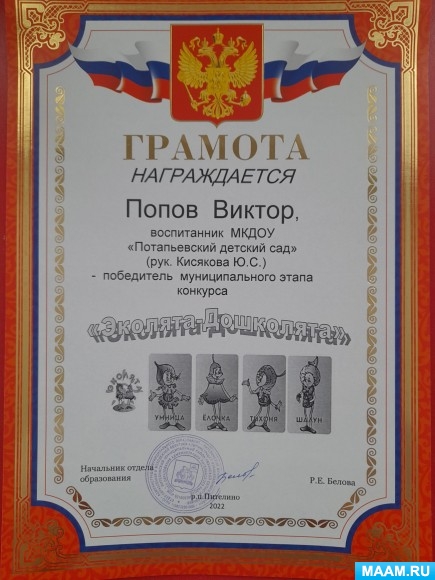 ГРАМОТА
НАГРАЖДАЕТСЯ
Попов Виктор,
воспитанник МКДОУ
«Потапьевский детский сад»
(рук. Кисякова Ю.С.)
- победитель муниципального этапа
конкурса
«Эколята-Дошколята»
ЭКОЛЯТА
УМНИЦА ЁЛОЧКА ТИХОНЯ ШАЛУН
Начальник отдела
образования
Р.Е. Белова
р.п Пителино
2022
MAAM.RU